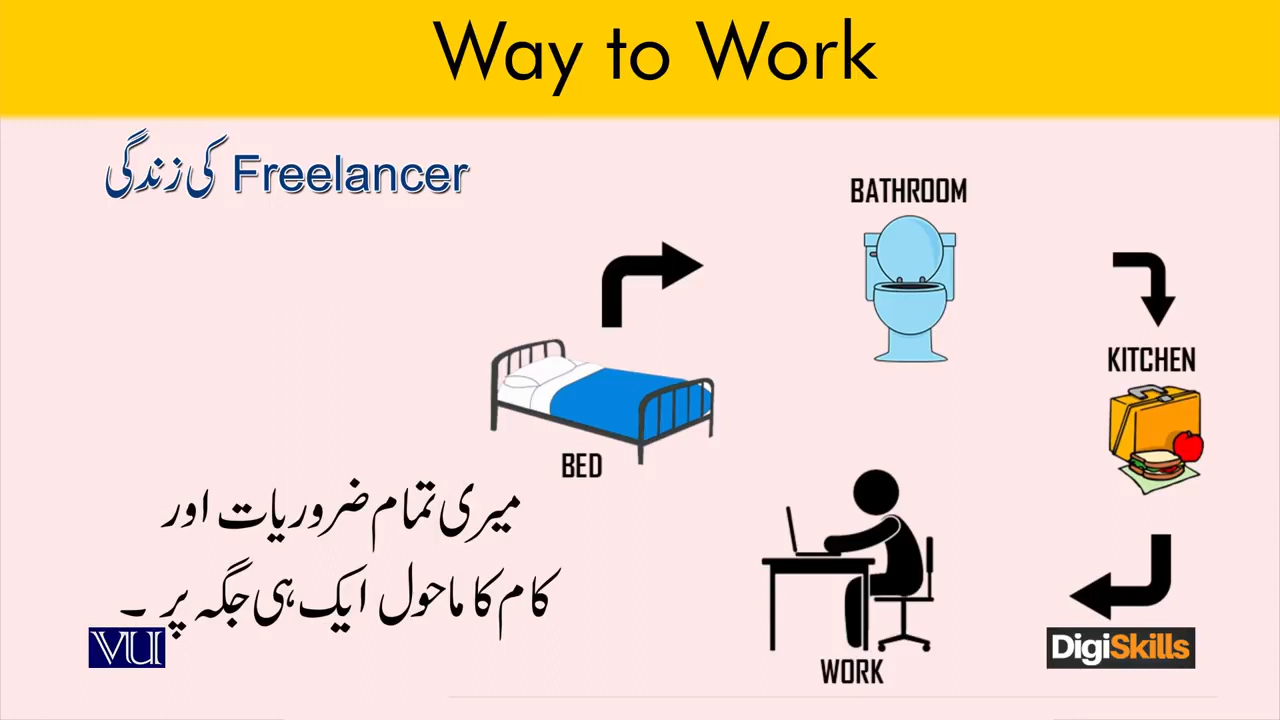 Way to Work
Freelancer کی زندگی
BATHROOM
KITCHEN
BED
میری تمام ضروریات اور
کام کا ماحول ایک ہی جگہ پر ۔
WORK
VU
DigiSkills